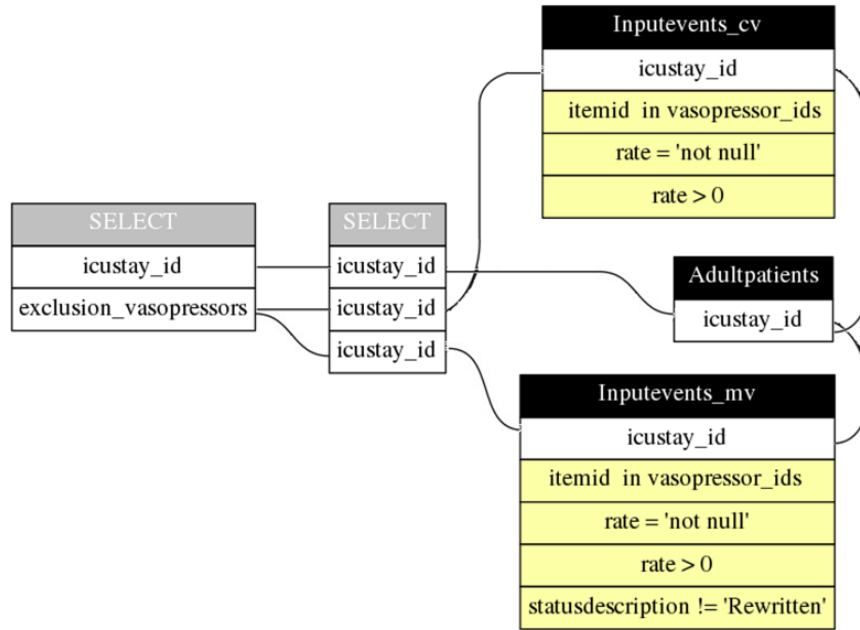 SELECT
icustay_id
exclusion_vasopressors
SELECT
icustay_id
icustay_id
icustay_id
Inputevents_cv
icustay_id
itemid in vasopressor_ids
rate = 'not null'
rate > 0
Adultpatients
icustay_id
Inputevents_mv
icustay_id
itemid in vasopressor_ids
rate = 'not null'
rate > 0
statusdescription != 'Rewritten'